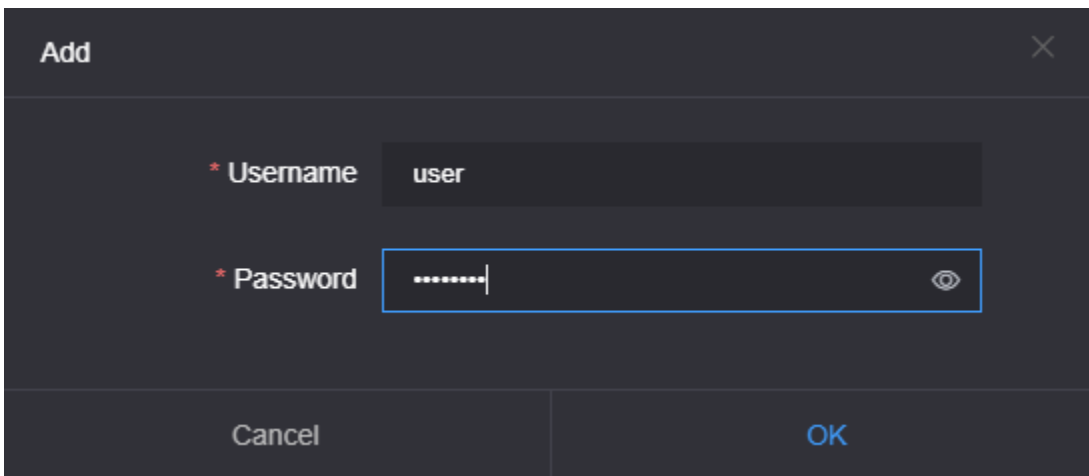 Add
* Username user
* Password ••••••••
Cancel OK